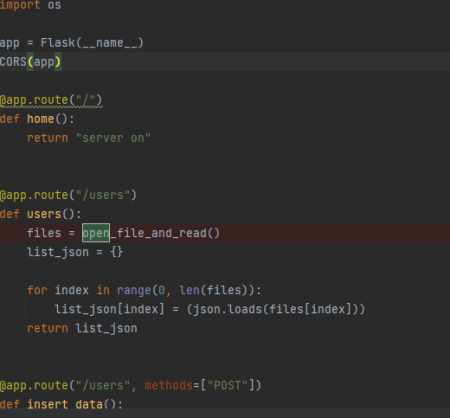 import os
app = Flask(__name__)
CORS(app)
@app.route("/")
def home():
    return "server on"
@app.route("/users")
def users():
    files = open_file_and_read()
    list_json = {}
    for index in range(0, len(files)):
        list_json[index] = (json.loads(files[index]))
    return list_json
@app.route("/users", methods=["POST"])
def insert_data():